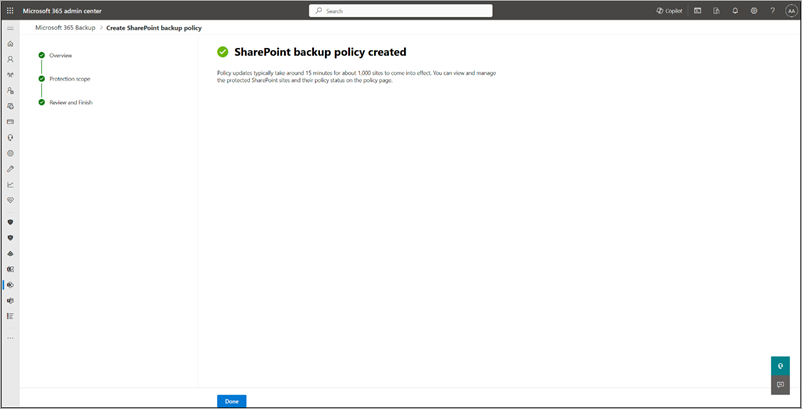 Microsoft 365 admin center
Search
Copilot
?
AA
Microsoft 365 Backup > Create SharePoint backup policy
Overview
Protection scope
Review and Finish
SharePoint backup policy created
Policy updates typically take around 15 minutes for about 1,000 sites to come into effect. You can view and manage
the protected SharePoint sites and their policy status on the policy page.
Done